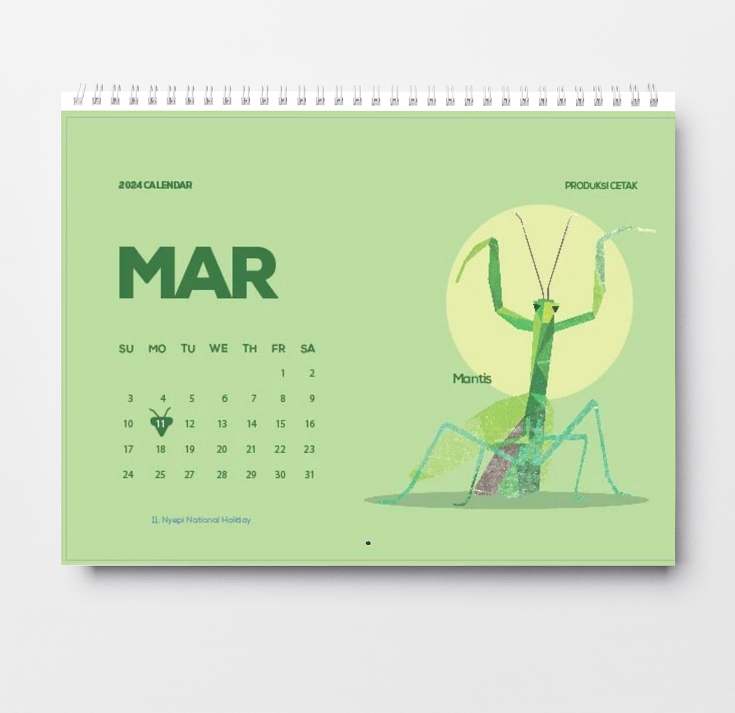 2024 CALENDAR
PRODUKSI CETAK
MAR
SU MO TU WE TH FR SA
1 2
3 4 5 6 7 8 9
10 11 12 13 14 15 16
17 18 19 20 21 22 23
24 25 26 27 28 29 30 31
11. Nyepi National Holiday
Mantis